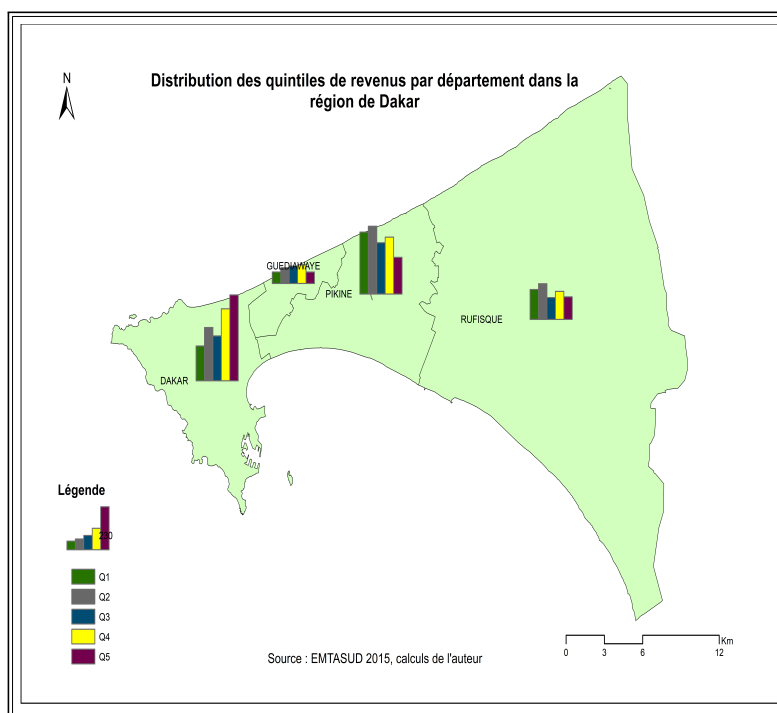 Distribution des quintiles de revenus par département dans la
région de Dakar
N
GUEDIAWAYE
PIKINE
RUFISQUE
DAKAR
Légende
230
Q1
Q2
Q3
Q4
Q5
Source : EMTASUD 2015, calculs de l'auteur
Km
0 3 6 12